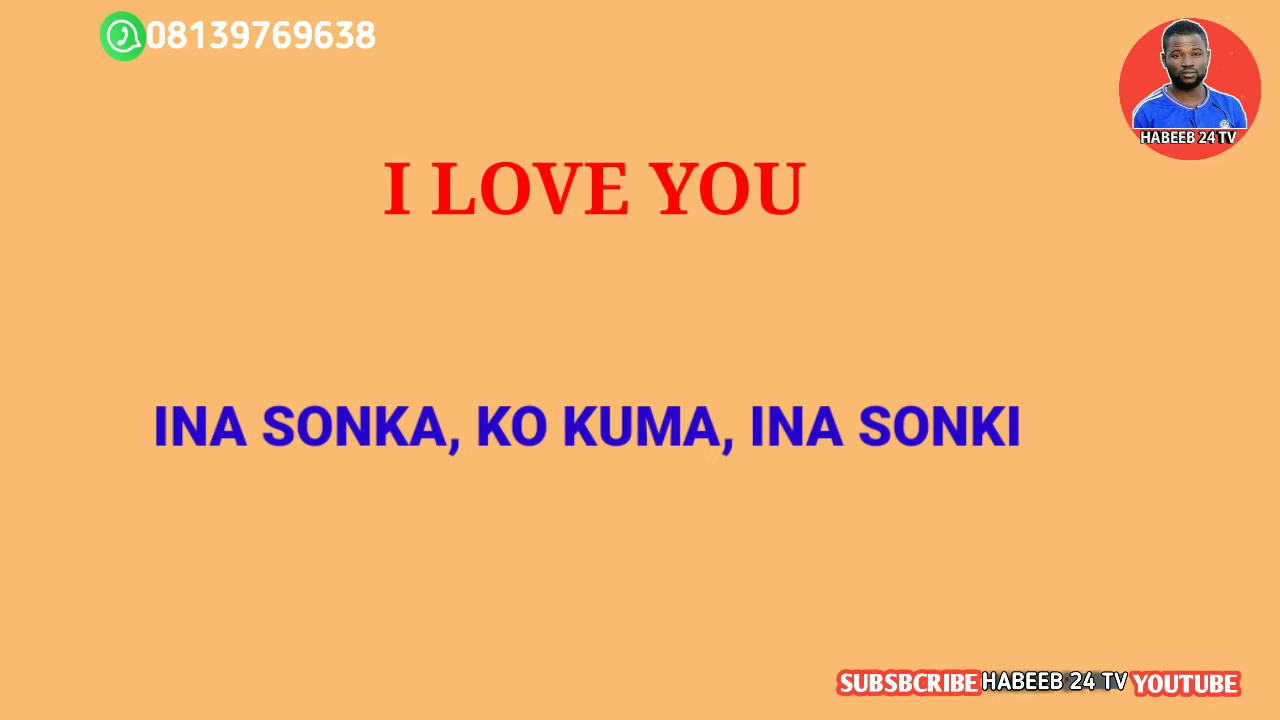 08139769638
HABEEB 24 TV
I LOVE YOU
INA SONKA, KO KUMA, INA SONKI
SUBSBCRIBE HABEEB 24 TV YOUTUBE